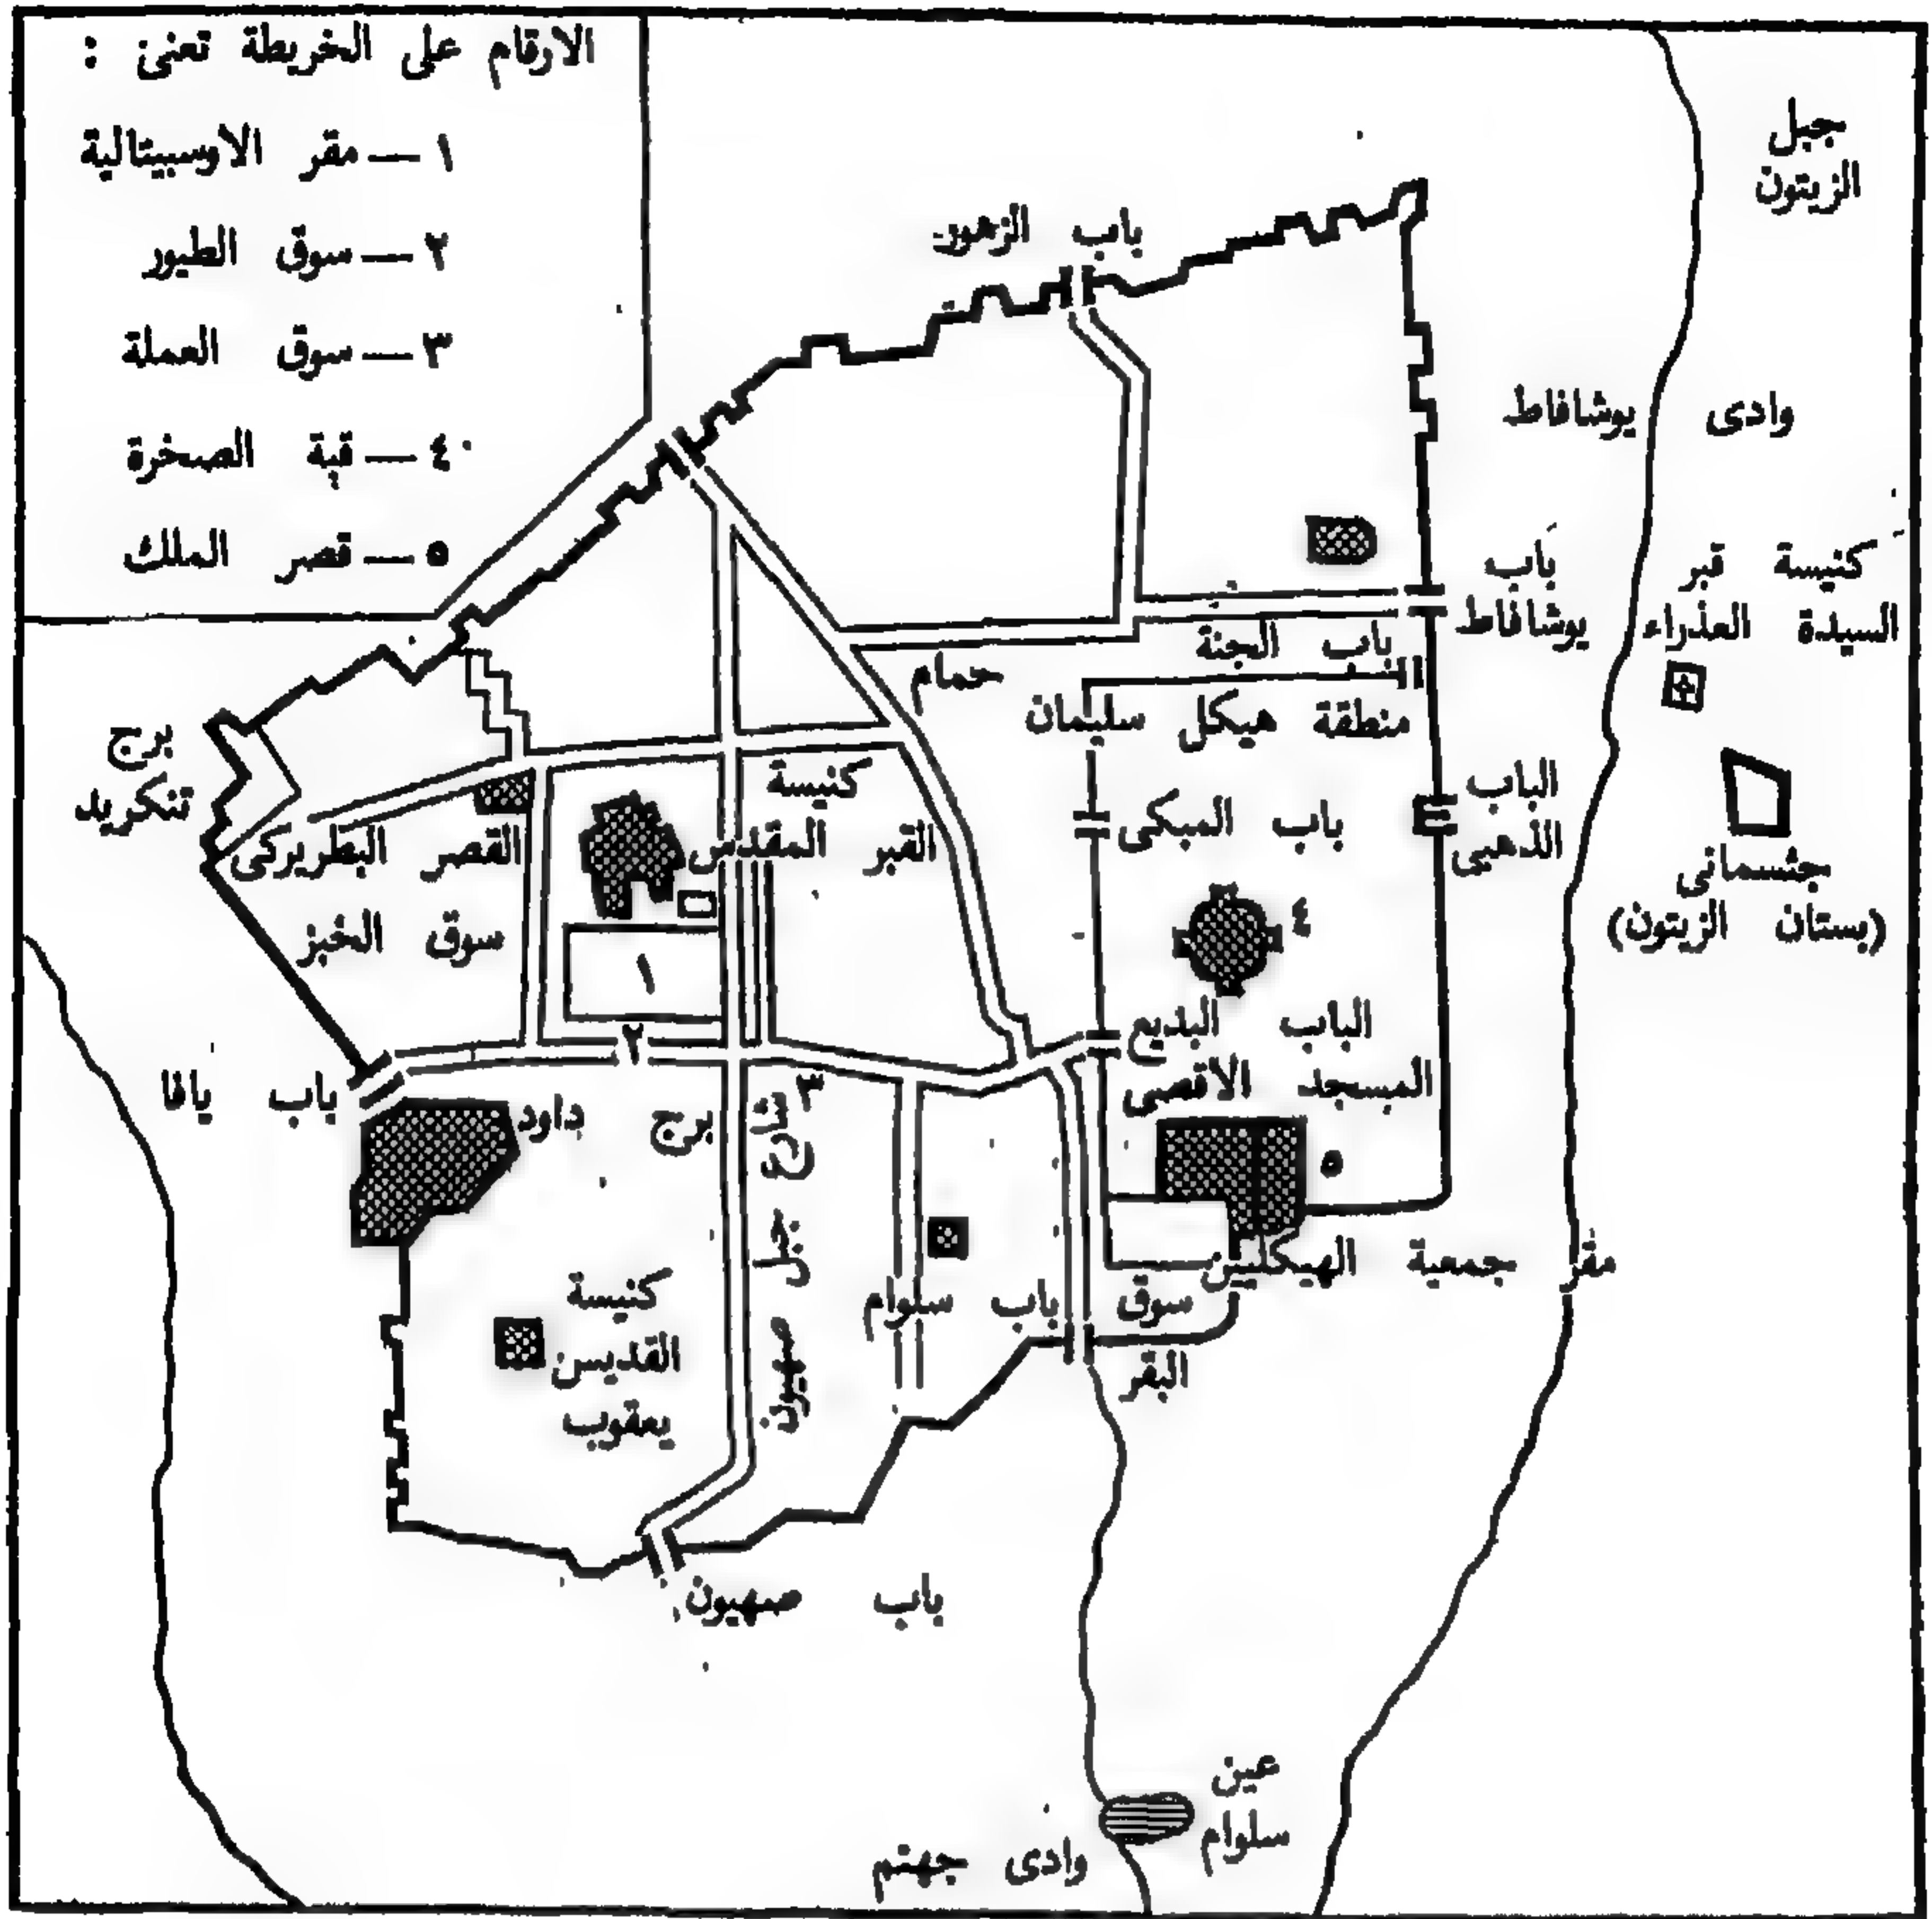 الارقام على الخريطة تعنى :
١ — مقر الاوسبيتالية
٢ — سوق الطيور
٣ — سوق العملة
٤ — قبة الصخرة
٥ — قصر الملك
جبل
الزيتون
باب الزهور
وادى يوشافاط
باب
يوشافاط
كنيسة قبر
السيدة العذراء
باب الجنة
حمام
منطقة هيكل سليمان
برج
تنكريد
كنيسة
القبر المقدس
القصر البطريركى
باب المبكى
الباب
الذهبى
جشسمانى
(بستان الزيتون)
سوق الخبز
١
٤
٢
الباب البديع
المسجد الاقصى
باب يافا
برج داود
٣
شارع جبل صهيون
٥
مقر جمعية الهيكليين
كنيسة
القديس
يعقوب
باب سلوام
سوق
البقر
باب صهيون
عين
سلوام
وادى جهنم